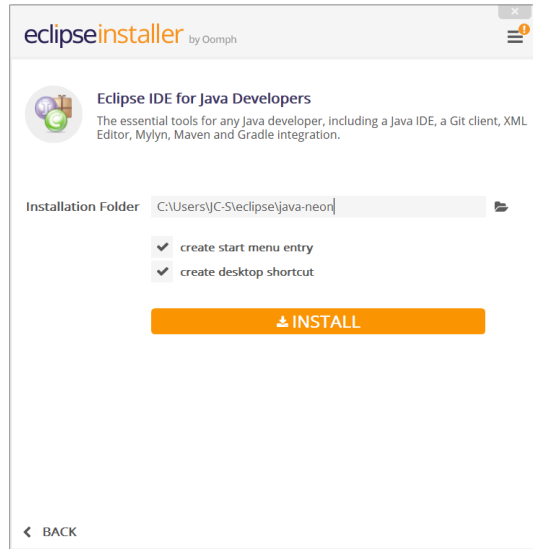 eclipseinstaller by Oomph
Eclipse IDE for Java Developers
The essential tools for any Java developer, including a Java IDE, a Git client, XML
Editor, Mylyn, Maven and Gradle integration.
Installation Folder C:\Users\JC-S\eclipse\java-neon
create start menu entry
create desktop shortcut
INSTALL
BACK